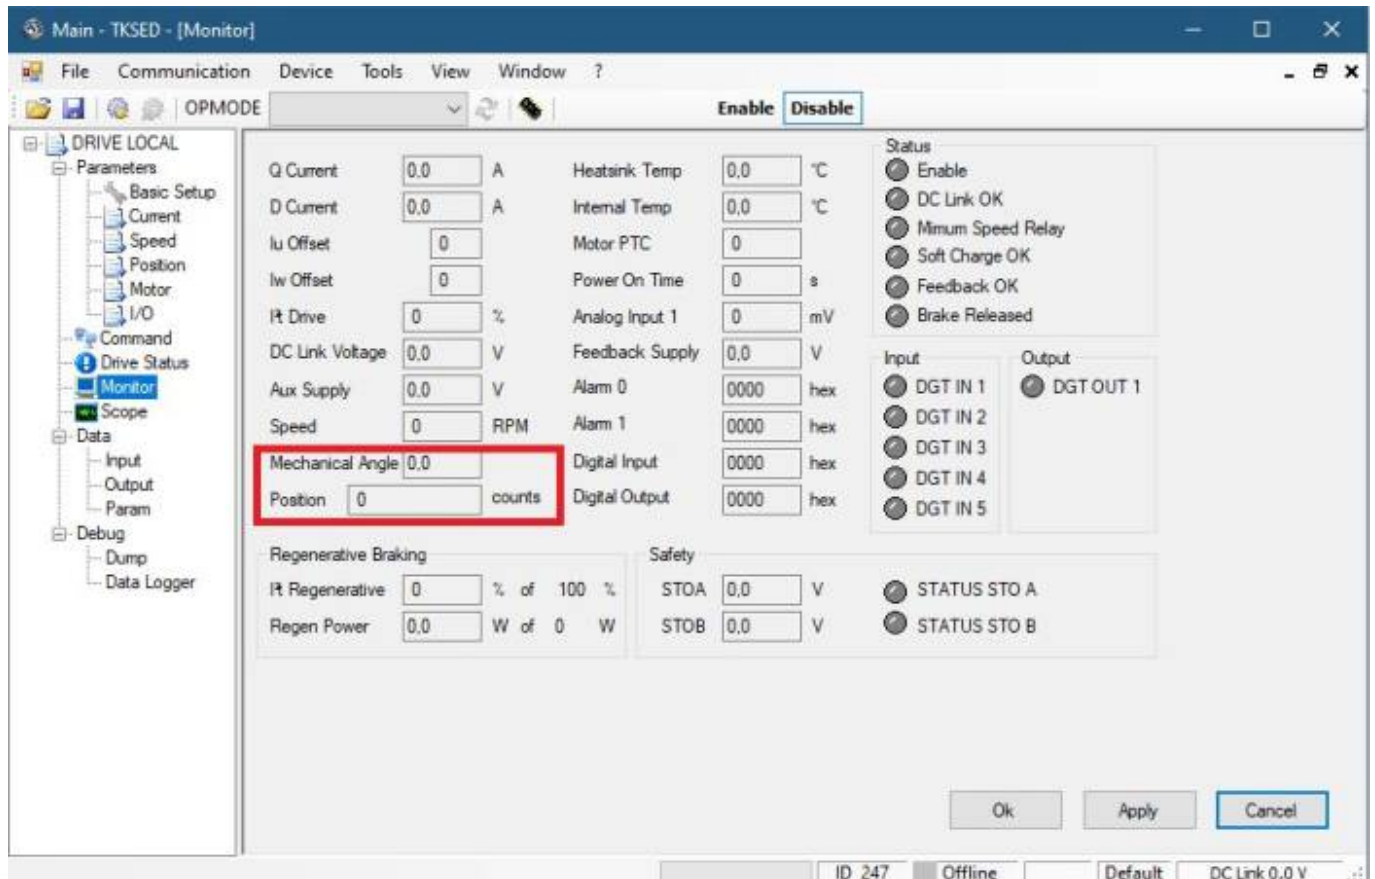 Main - TKSED - [Monitor]
File Communication Device Tools View Window ?
OPMODE Enable Disable
DRIVE LOCAL
Parameters
Basic Setup
Current
Speed
Position
Motor
I/O
Command
Drive Status
Monitor
Scope
Data
Input
Output
Param
Debug
Dump
Data Logger
Q Current 0,0 A
D Current 0,0 A
Iu Offset 0
Iw Offset 0
I²t Drive 0 %
DC Link Voltage 0,0 V
Aux Supply 0,0 V
Speed 0 RPM
Mechanical Angle 0,0
Position 0 counts
Heatsink Temp 0,0 °C
Internal Temp 0,0 °C
Motor PTC 0
Power On Time 0 s
Analog Input 1 0 mV
Feedback Supply 0,0 V
Alarm 0 0000 hex
Alarm 1 0000 hex
Digital Input 0000 hex
Digital Output 0000 hex
Status
Enable
DC Link OK
Mimum Speed Relay
Soft Charge OK
Feedback OK
Brake Released
Input
DGT IN 1
DGT IN 2
DGT IN 3
DGT IN 4
DGT IN 5
Output
DGT OUT 1
Regenerative Braking
I²t Regenerative 0 % of 100 %
Regen Power 0,0 W of 0 W
Safety
STOA 0,0 V STATUS STO A
STOB 0,0 V STATUS STO B
Ok Apply Cancel
ID 247 Offline Default DC Link 0.0 V